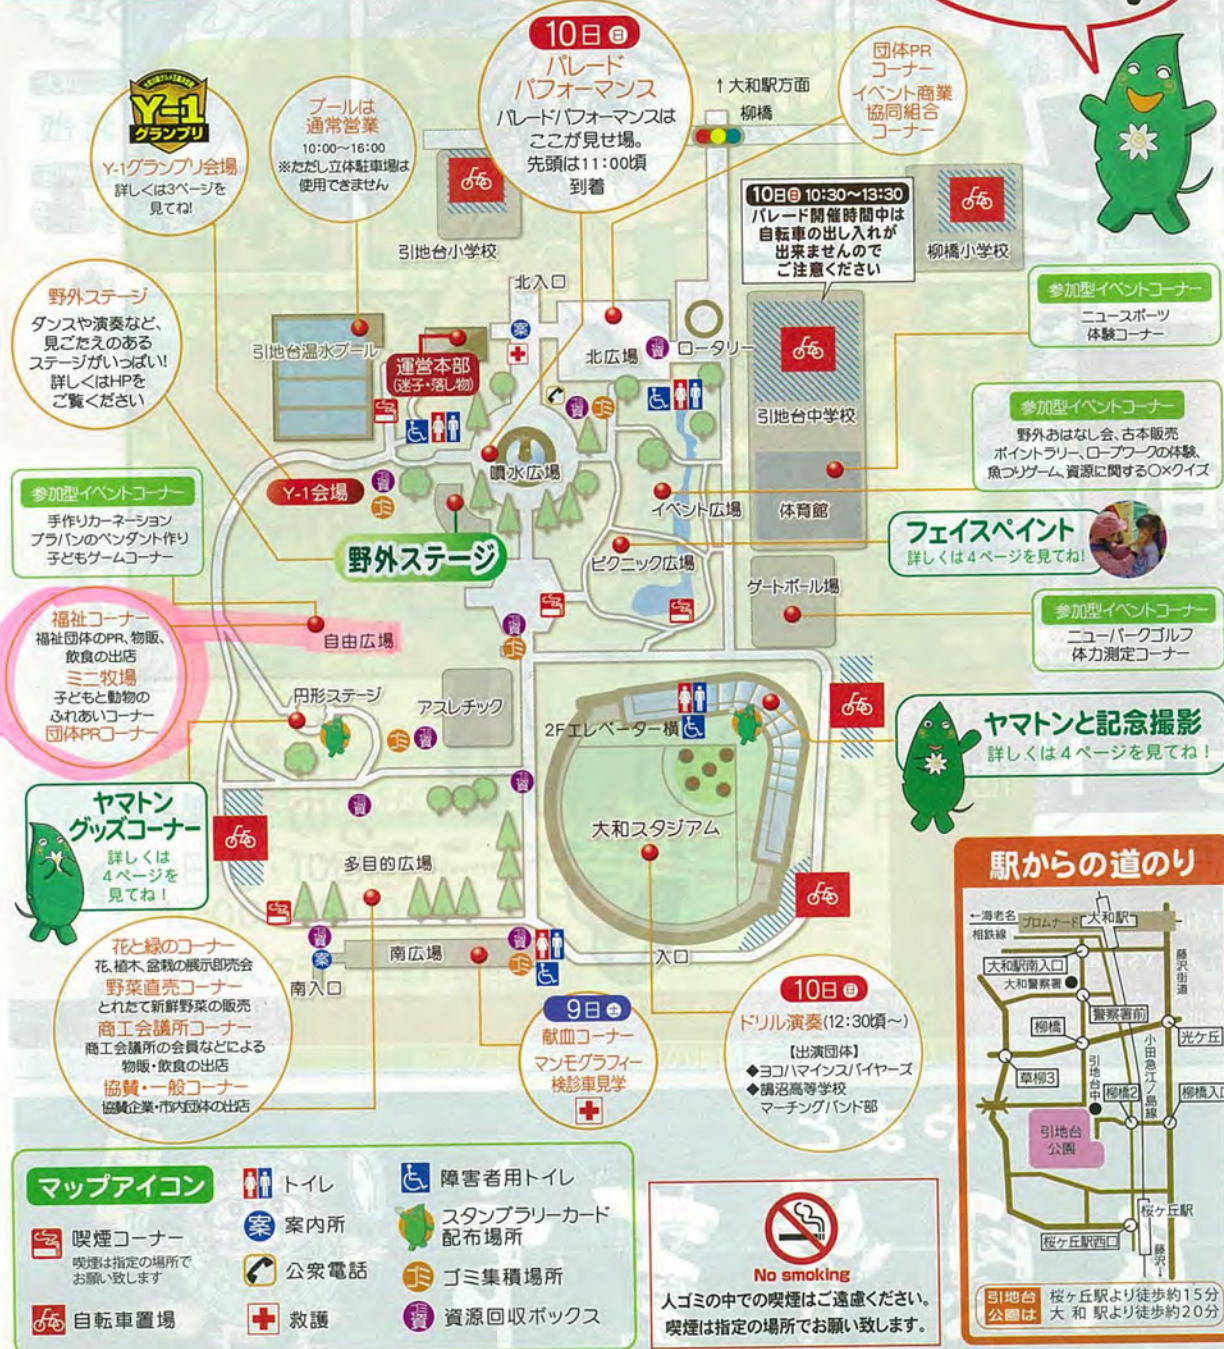 10日 日
パレード
パフォーマンス
パレードパフォーマンスは
ここが見せ場。
先頭は11:00頃
到着
団体PR
コーナー
イベント商業
協同組合
コーナー
↑大和駅方面
柳橋
Y-1
グランプリ
Y-1グランプリ会場
詳しくは3ページを
見てね!
プールは
通常営業
10:00〜16:00
※ただし立体駐車場は
使用できません
10日日 10:30〜13:30
パレード開催時間中は
自転車の出し入れが
出来ませんので
ご注意ください
引地台小学校
柳橋小学校
北入口
野外ステージ
ダンスや演奏など、
見ごたえのある
ステージがいっぱい!
詳しくはHPを
ご覧ください
参加型イベントコーナー
ニュースポーツ
体験コーナー
案
引地台温水プール
運営本部
(迷子・落し物)
北広場
資
ロータリー
引地台中学校
資
ゴミ
参加型イベントコーナー
野外おはなし会、古本販売
ポイントラリー、ロープワークの体験、
魚つりゲーム、資源に関する○×クイズ
噴水広場
Y-1会場
資
ゴミ
イベント広場
体育館
参加型イベントコーナー
手作りカーネーション
プラバンのペンダント作り
子どもゲームコーナー
野外ステージ
ピクニック広場
フェイスペイント
詳しくは4ページを見てね!
ゲートボール場
参加型イベントコーナー
ニューパークゴルフ
体力測定コーナー
福祉コーナー
福祉団体のPR、物販、
飲食の出店
ミニ牧場
子どもと動物の
ふれあいコーナー
団体PRコーナー
自由広場
資
ゴミ
円形ステージ
アスレチック
ゴミ
資
2Fエレベーター横
ヤマトンと記念撮影
詳しくは4ページを見てね!
ヤマトン
グッズコーナー
詳しくは
4ページを
見てね!
資
資
大和スタジアム
多目的広場
花と緑のコーナー
花、植木、盆栽の展示即売会
野菜直売コーナー
とれたて新鮮野菜の販売
商工会議所コーナー
商工会議所の会員などによる
物販・飲食の出店
協賛・一般コーナー
協賛企業・市内団体の出店
資
案
南入口
南広場
資
ゴミ
入口
9日 土
献血コーナー
マンモグラフィー
検診車見学
10日 日
ドリル演奏(12:30頃〜)
【出演団体】
◆ヨコハマインスパイヤーズ
◆鵠沼高等学校
マーチングバンド部
駅からの道のり
←海老名
相鉄線
プロムナード
大和駅
大和駅南入口
大和警察署
藤沢街道
警察署前
柳橋
光ケ丘
草柳3
引地台中
小田急江ノ島線
柳橋2
柳橋入口
引地台
公園
桜ヶ丘駅
桜ケ丘駅西口
藤沢→
引地台
公園は
桜ヶ丘駅より徒歩約15分
大和駅より徒歩約20分
マップアイコン
喫煙コーナー
喫煙は指定の場所で
お願い致します
自転車置場
トイレ
案
案内所
公衆電話
救護
障害者用トイレ
スタンプラリーカード
配布場所
ゴミ
ゴミ集積場所
資
資源回収ボックス
No smoking
人ゴミの中での喫煙はご遠慮ください。
喫煙は指定の場所でお願い致します。